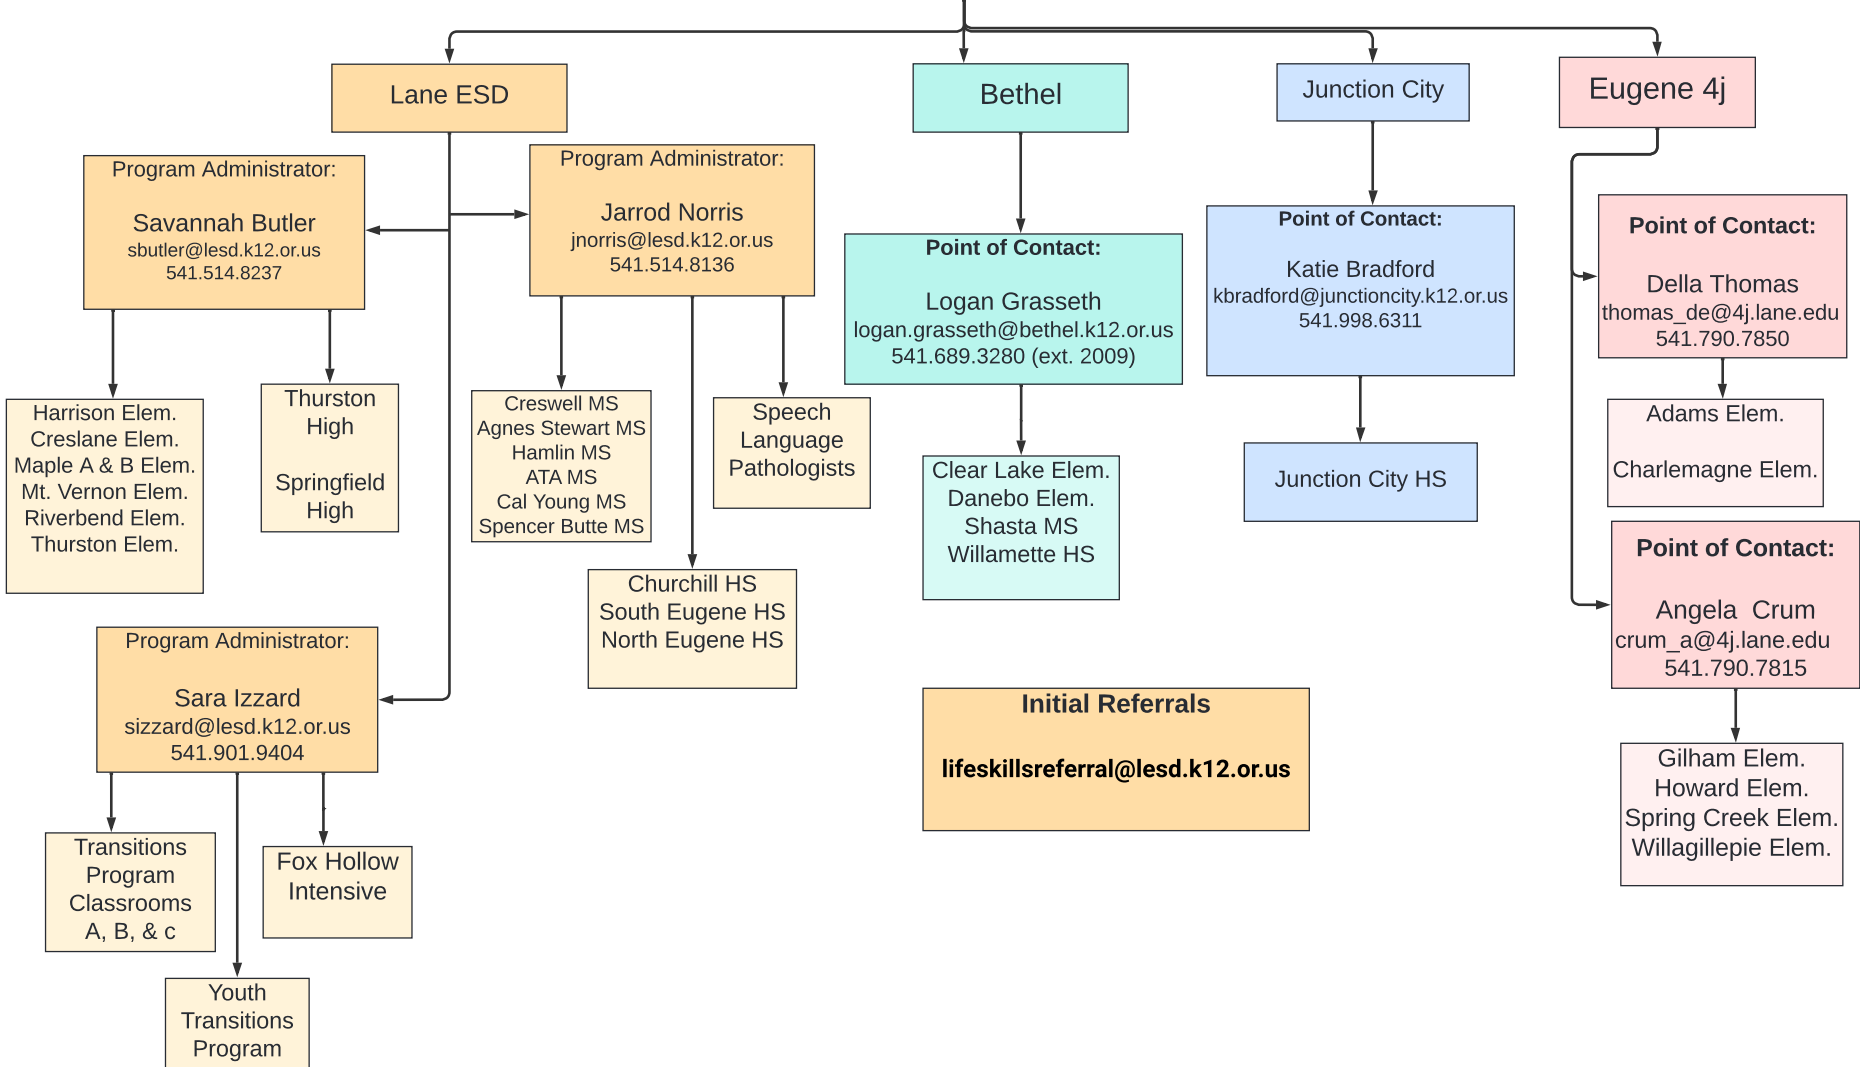 Lane ESD
Bethel
Junction City
Eugene 4j
Program Administrator:
Savannah Butler
sbutler@lesd.k12.or.us
541.514.8237
Program Administrator:
Jarrod Norris
jnorris@lesd.k12.or.us
541.514.8136
Point of Contact:
Logan Grasseth
logan.grasseth@bethel.k12.or.us
541.689.3280 (ext. 2009)
Point of Contact:
Katie Bradford
kbradford@junctioncity.k12.or.us
541.998.6311
Point of Contact:
Della Thomas
thomas_de@4j.lane.edu
541.790.7850
Harrison Elem.
Creslane Elem.
Maple A & B Elem.
Mt. Vernon Elem.
Riverbend Elem.
Thurston Elem.
Thurston
High
Springfield
High
Creswell MS
Agnes Stewart MS
Hamlin MS
ATA MS
Cal Young MS
Spencer Butte MS
Speech
Language
Pathologists
Churchill HS
South Eugene HS
North Eugene HS
Clear Lake Elem.
Danebo Elem.
Shasta MS
Willamette HS
Junction City HS
Adams Elem.
Charlemagne Elem.
Point of Contact:
Angela  Crum
crum_a@4j.lane.edu
541.790.7815
Gilham Elem.
Howard Elem.
Spring Creek Elem.
Willagillepie Elem.
Program Administrator:
Sara Izzard
sizzard@lesd.k12.or.us
541.901.9404
Transitions
Program
Classrooms
A, B, & c
Fox Hollow
Intensive
Youth
Transitions
Program
Initial Referrals
lifeskillsreferral@lesd.k12.or.us